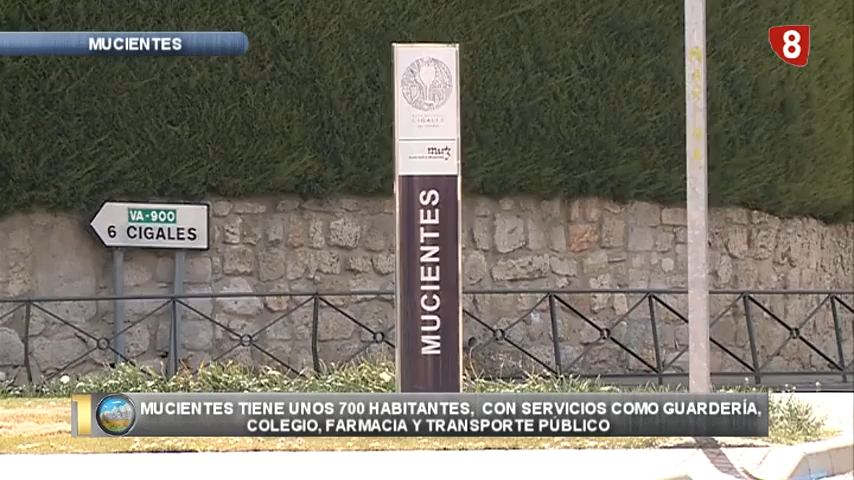 MUCIENTES
8
CIGALES
MUCIENTES
VA-900
6 CIGALES
MUCIENTES TIENE UNOS 700 HABITANTES, CON SERVICIOS COMO GUARDERÍA,
COLEGIO, FARMACIA Y TRANSPORTE PÚBLICO